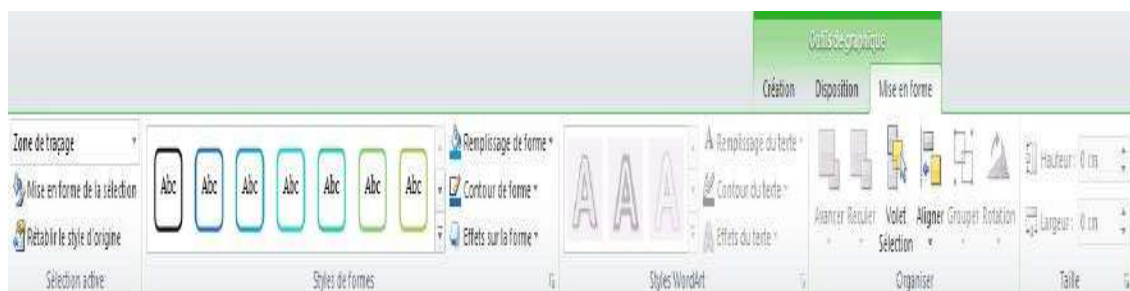 Outils de graphique
Création Disposition Mise en forme
Zone de traçage
Mise en forme de la sélection
Rétablir le style d'origine
Sélection active
Abc Abc Abc Abc Abc Abc Abc
Remplissage de forme
Contour de forme
Effets sur la forme
Styles de formes
A A A
A Remplissage du texte
Contour du texte
A Effets du texte
Styles WordArt
Avancer Reculer Volet Sélection Aligner Grouper Rotation
Organiser
Hauteur : 0 cm
Largeur : 0 cm
Taille